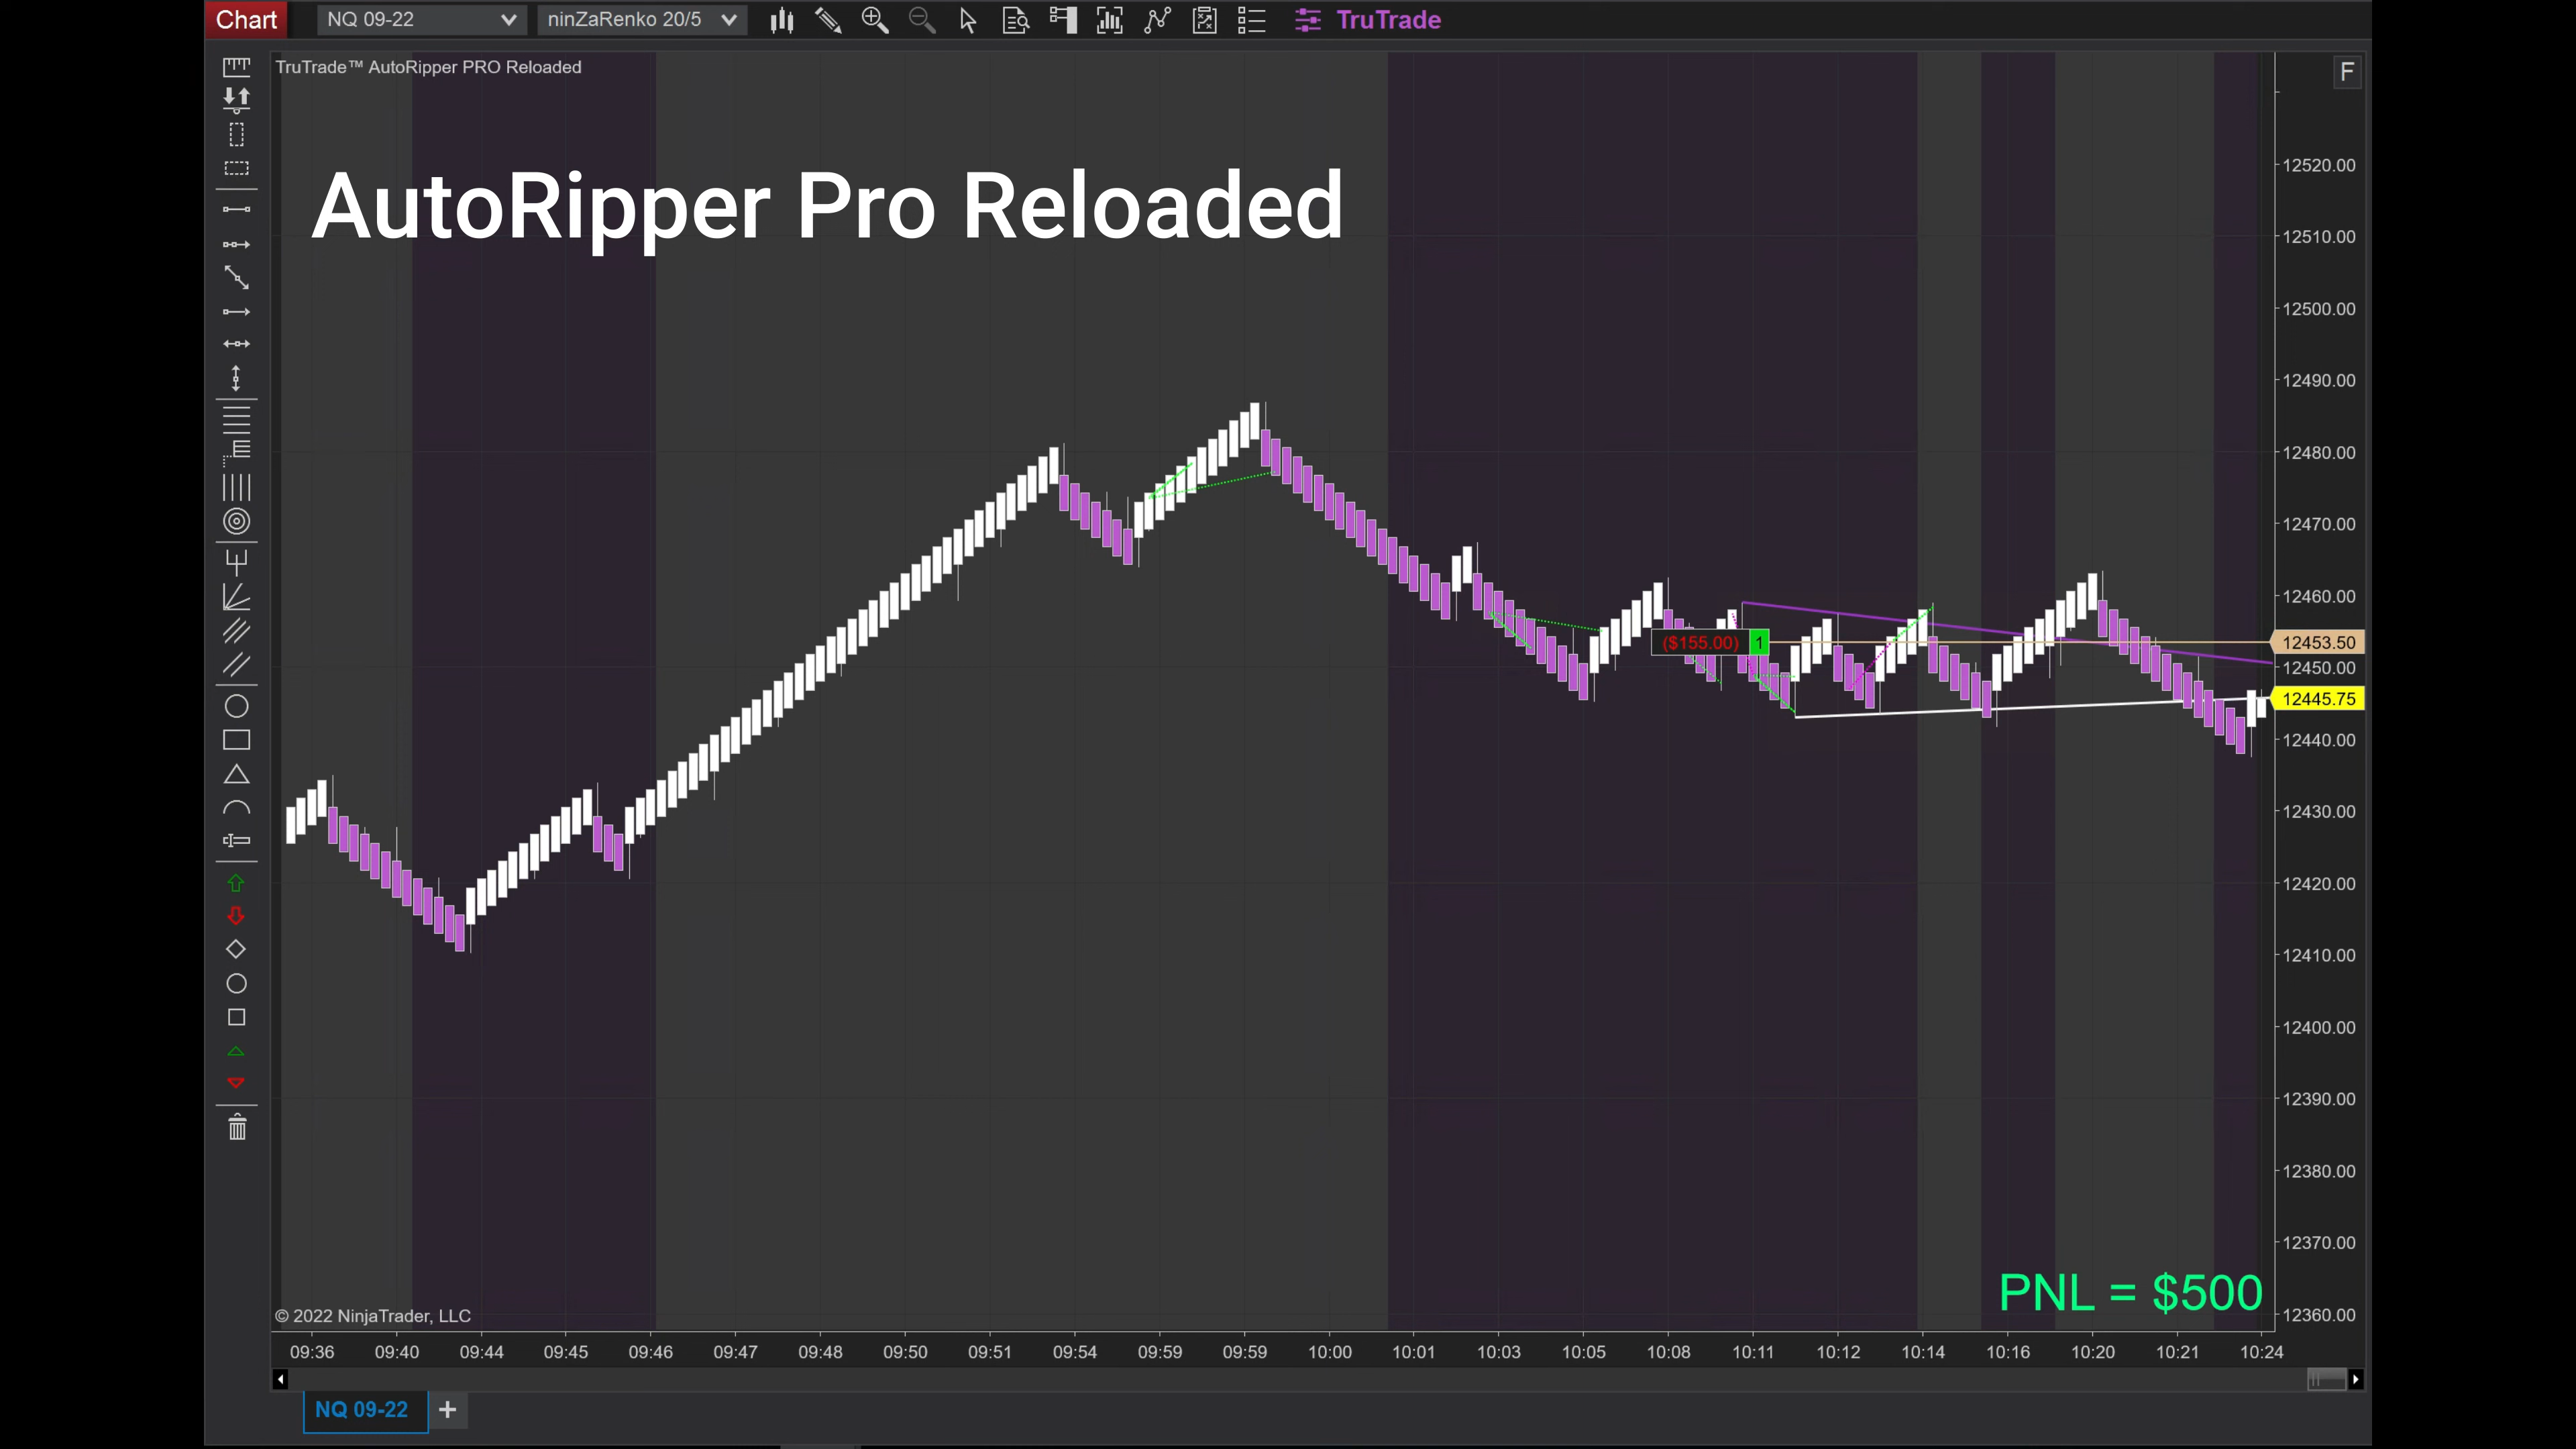 Chart NQ 09-22 ninZaRenko 20/5 TruTrade
TruTrade™ AutoRipper PRO Reloaded
F
AutoRipper Pro Reloaded
12520.00
12510.00
12500.00
12490.00
12480.00
12470.00
12460.00
($155.00) 1
12453.50
12450.00
12445.75
12440.00
12430.00
12420.00
12410.00
12400.00
12390.00
12380.00
12370.00
12360.00
PNL = $500
© 2022 NinjaTrader, LLC
09:36 09:40 09:44 09:45 09:46 09:47 09:48 09:50 09:51 09:54 09:59 09:59 10:00 10:01 10:03 10:05 10:08 10:11 10:12 10:14 10:16 10:20 10:21 10:24
NQ 09-22 +